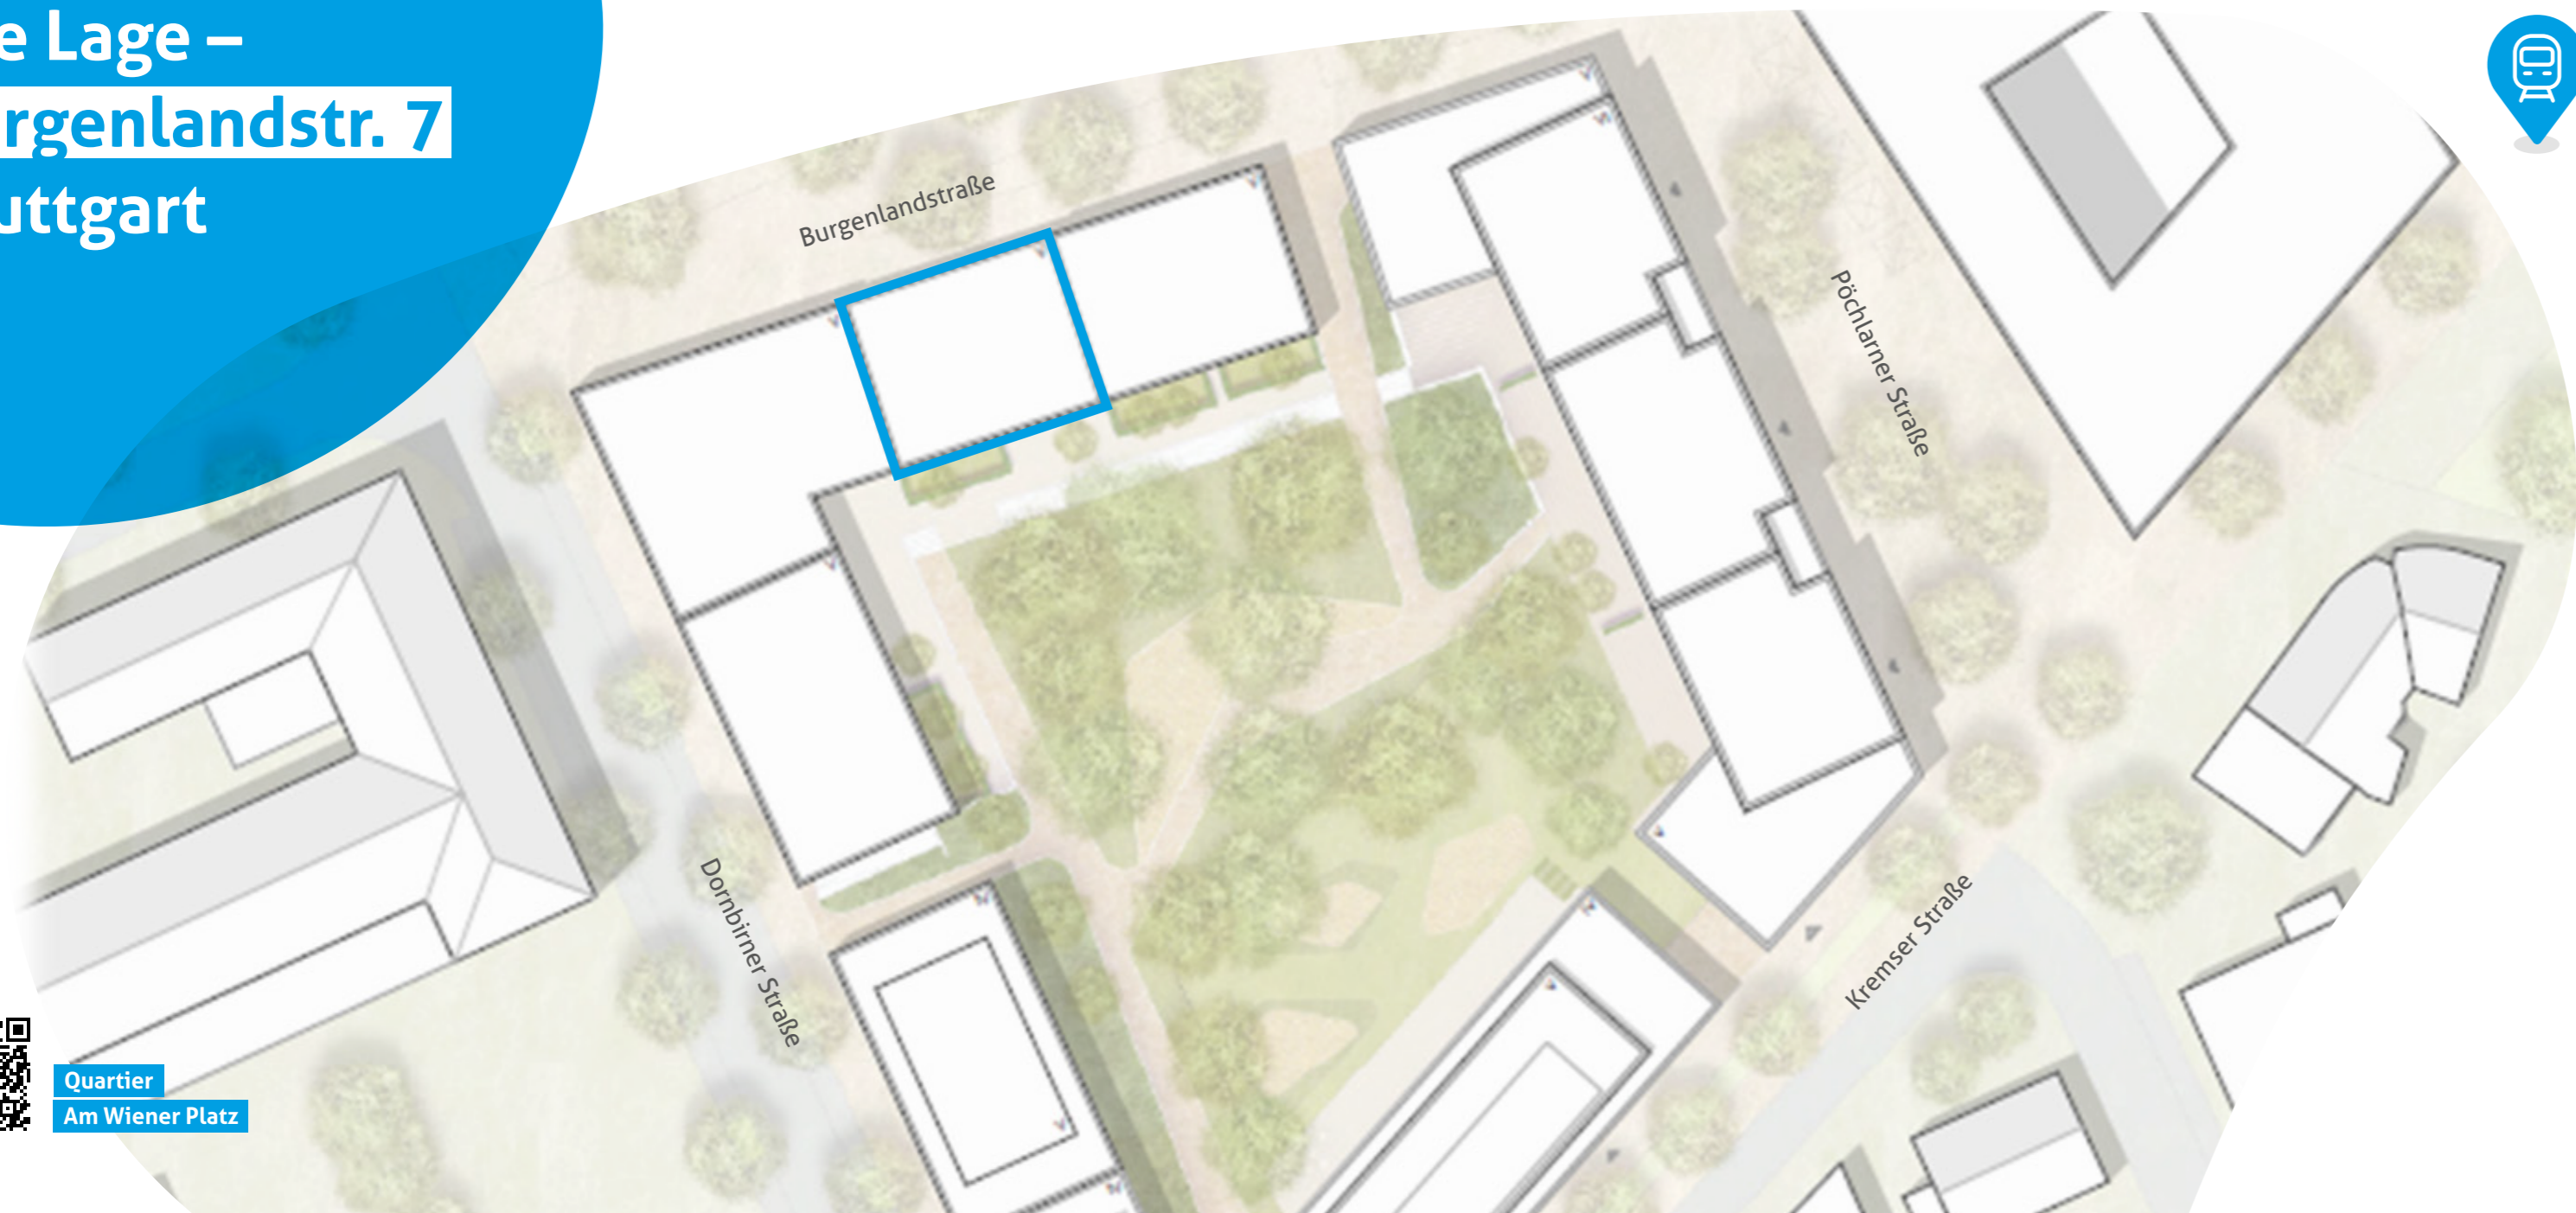 e Lage –
rgenlandstr. 7
uttgart
Burgenlandstraße
Pöchlarner Straße
Dornbirner Straße
Kremser Straße
Quartier
Am Wiener Platz